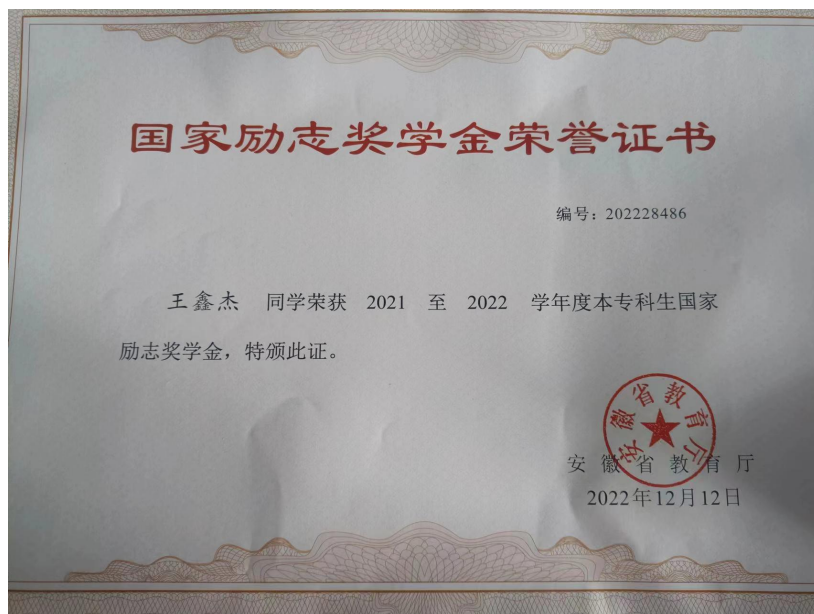 国家励志奖学金荣誉证书
编号：202228486
王鑫杰 同学荣获 2021 至 2022 学年度本专科生国家
励志奖学金，特颁此证。
安徽省教育厅
安徽省教育厅
2022年12月12日